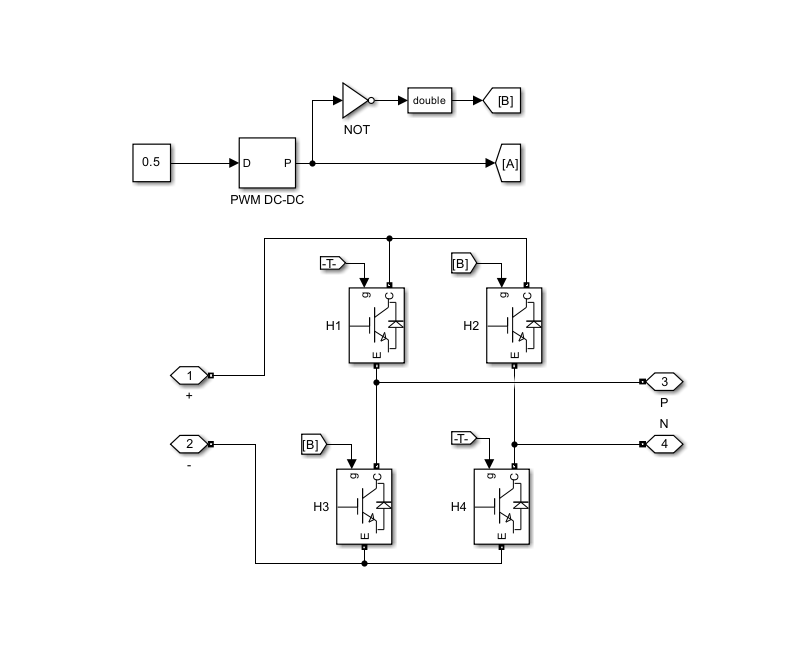 double
[B]
NOT
0.5
D
P
[A]
PWM DC-DC
-T-
[B]
g
C
g
C
H1
H2
E
E
1
3
+
P
N
[B]
-T-
2
4
-
g
C
g
C
H3
H4
E
E